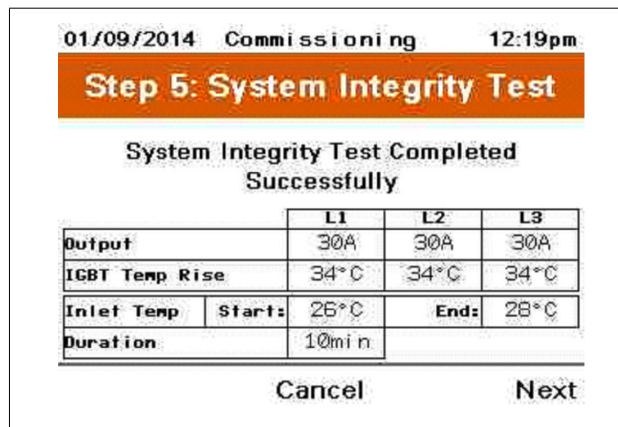 01/09/2014 Commissioning 12:19pm
Step 5: System Integrity Test
System Integrity Test Completed
Successfully
L1 L2 L3
Output 30A 30A 30A
IGBT Temp Rise 34°C 34°C 34°C
Inlet Temp Start: 26°C End: 28°C
Duration 10min
Cancel Next